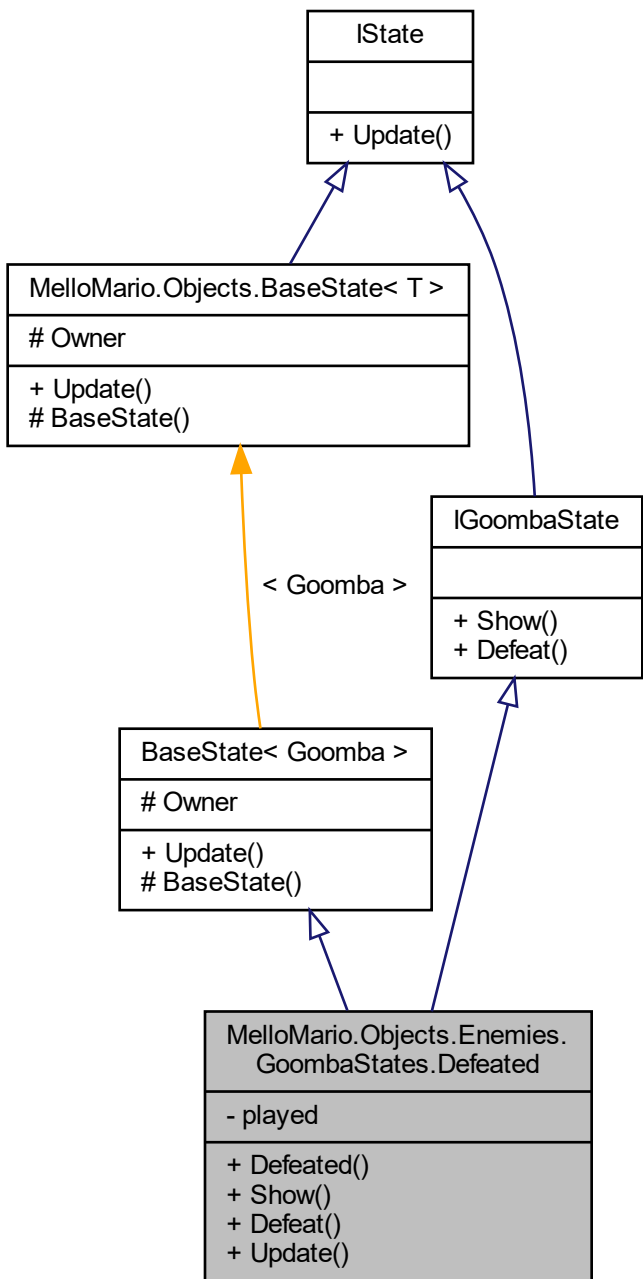 IState
+ Update()
MelloMario.Objects.BaseState< T >
# Owner
+ Update()
# BaseState()
IGoombaState
+ Show()
+ Defeat()
< Goomba >
BaseState< Goomba >
# Owner
+ Update()
# BaseState()
MelloMario.Objects.Enemies.
GoombaStates.Defeated
- played
+ Defeated()
+ Show()
+ Defeat()
+ Update()